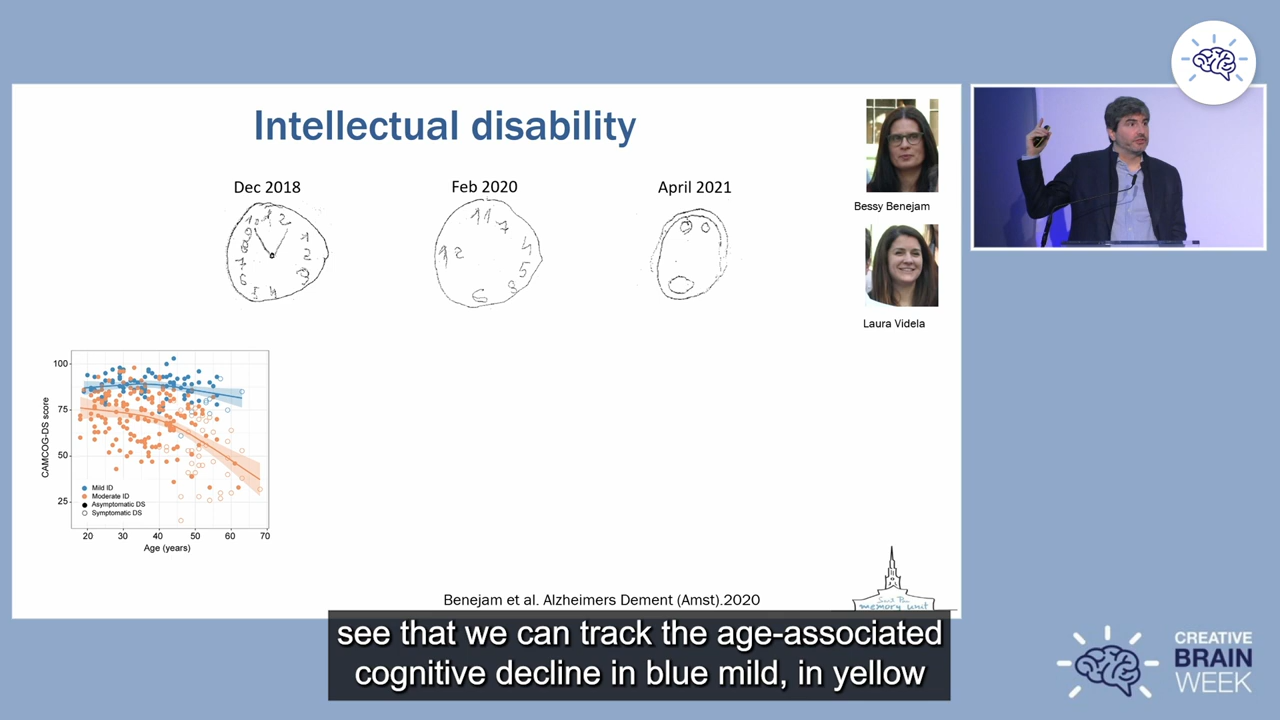 Intellectual disability
Dec 2018
Feb 2020
April 2021
Bessy Benejam
Laura Videla
100
75
50
25
CAMCOG-DS score
Mild ID
Moderate ID
Asymptomatic DS
Symptomatic DS
20 30 40 50 60 70
Age (years)
Benejam et al. Alzheimers Dement (Amst).2020
memory unit
see that we can track the age-associated
cognitive decline in blue mild, in yellow
CREATIVE
BRAIN
WEEK